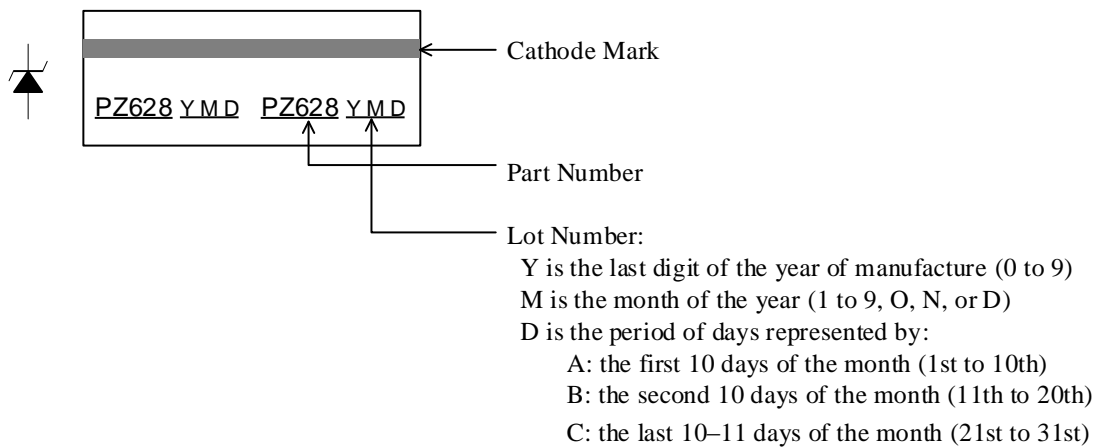 Cathode Mark
PZ628 Y M D PZ628 Y M D
Part Number
Lot Number:
Y is the last digit of the year of manufacture (0 to 9)
M is the month of the year (1 to 9, O, N, or D)
D is the period of days represented by:
A: the first 10 days of the month (1st to 10th)
B: the second 10 days of the month (11th to 20th)
C: the last 10–11 days of the month (21st to 31st)